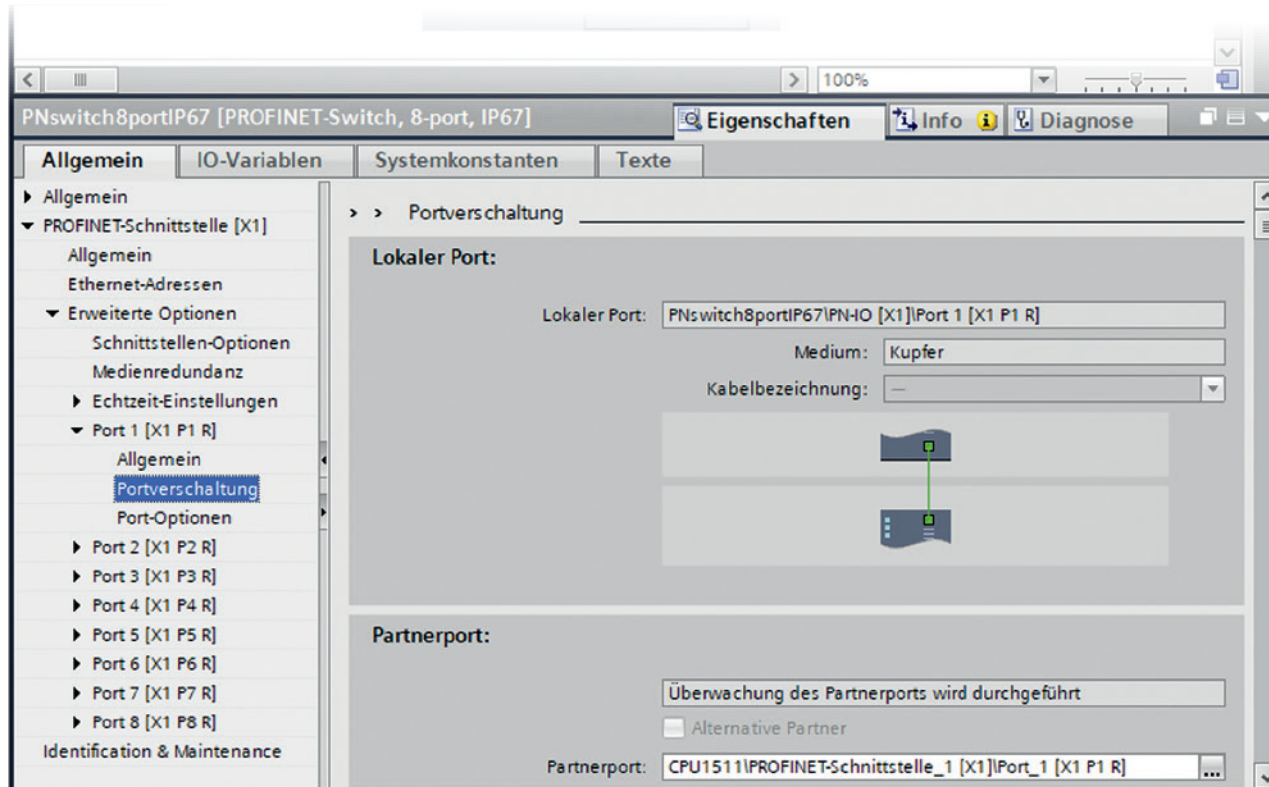 100%
PNswitch8portIP67 [PROFINET-Switch, 8-port, IP67]
Eigenschaften
Info
Diagnose
Allgemein
IO-Variablen
Systemkonstanten
Texte
Allgemein
PROFINET-Schnittstelle [X1]
Allgemein
Ethernet-Adressen
Erweiterte Optionen
Schnittstellen-Optionen
Medienredundanz
Echtzeit-Einstellungen
Port 1 [X1 P1 R]
Allgemein
Portverschaltung
Port-Optionen
Port 2 [X1 P2 R]
Port 3 [X1 P3 R]
Port 4 [X1 P4 R]
Port 5 [X1 P5 R]
Port 6 [X1 P6 R]
Port 7 [X1 P7 R]
Port 8 [X1 P8 R]
Identification & Maintenance
> > Portverschaltung
Lokaler Port:
Lokaler Port: PNswitch8portIP67\PN-IO [X1]\Port 1 [X1 P1 R]
Medium: Kupfer
Kabelbezeichnung: —
Partnerport:
Überwachung des Partnerports wird durchgeführt
Alternative Partner
Partnerport: CPU1511\PROFINET-Schnittstelle_1 [X1]\Port_1 [X1 P1 R] ...